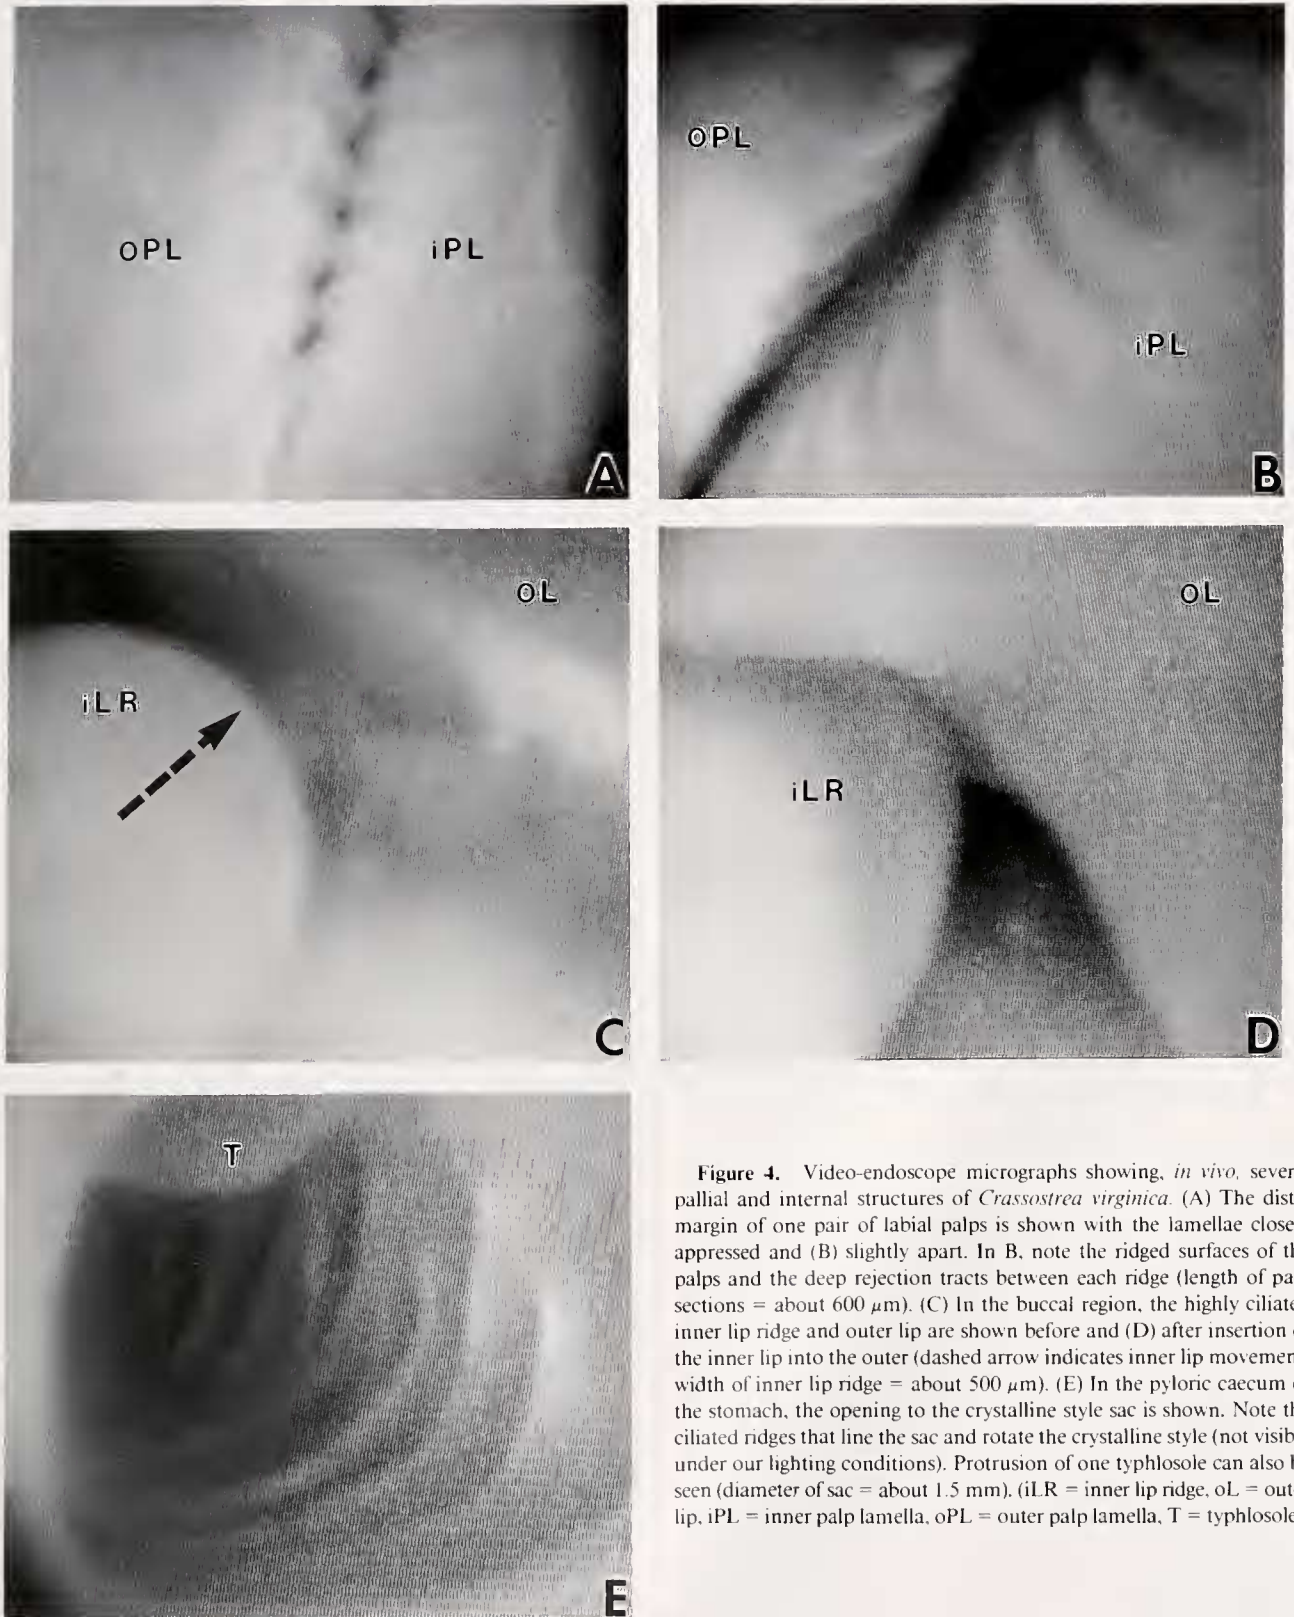 oPL
iPL
A
oPL
iPL
B
oL
iLR
C
oL
iLR
D
T
E
Figure 4. Video-endoscope micrographs showing, in vivo, sever
pallial and internal structures of Crassostrea virginica. (A) The dist
margin of one pair of labial palps is shown with the lamellae close
appressed and (B) slightly apart. In B, note the ridged surfaces of th
palps and the deep rejection tracts between each ridge (length of pa
sections = about 600 μm). (C) In the buccal region, the highly ciliate
inner lip ridge and outer lip are shown before and (D) after insertion
the inner lip into the outer (dashed arrow indicates inner lip movemen
width of inner lip ridge = about 500 μm). (E) In the pyloric caecum
the stomach, the opening to the crystalline style sac is shown. Note th
ciliated ridges that line the sac and rotate the crystalline style (not visib
under our lighting conditions). Protrusion of one typhlosole can also
seen (diameter of sac = about 1.5 mm). (iLR = inner lip ridge, oL = out
lip, iPL = inner palp lamella, oPL = outer palp lamella, T = typhlosole